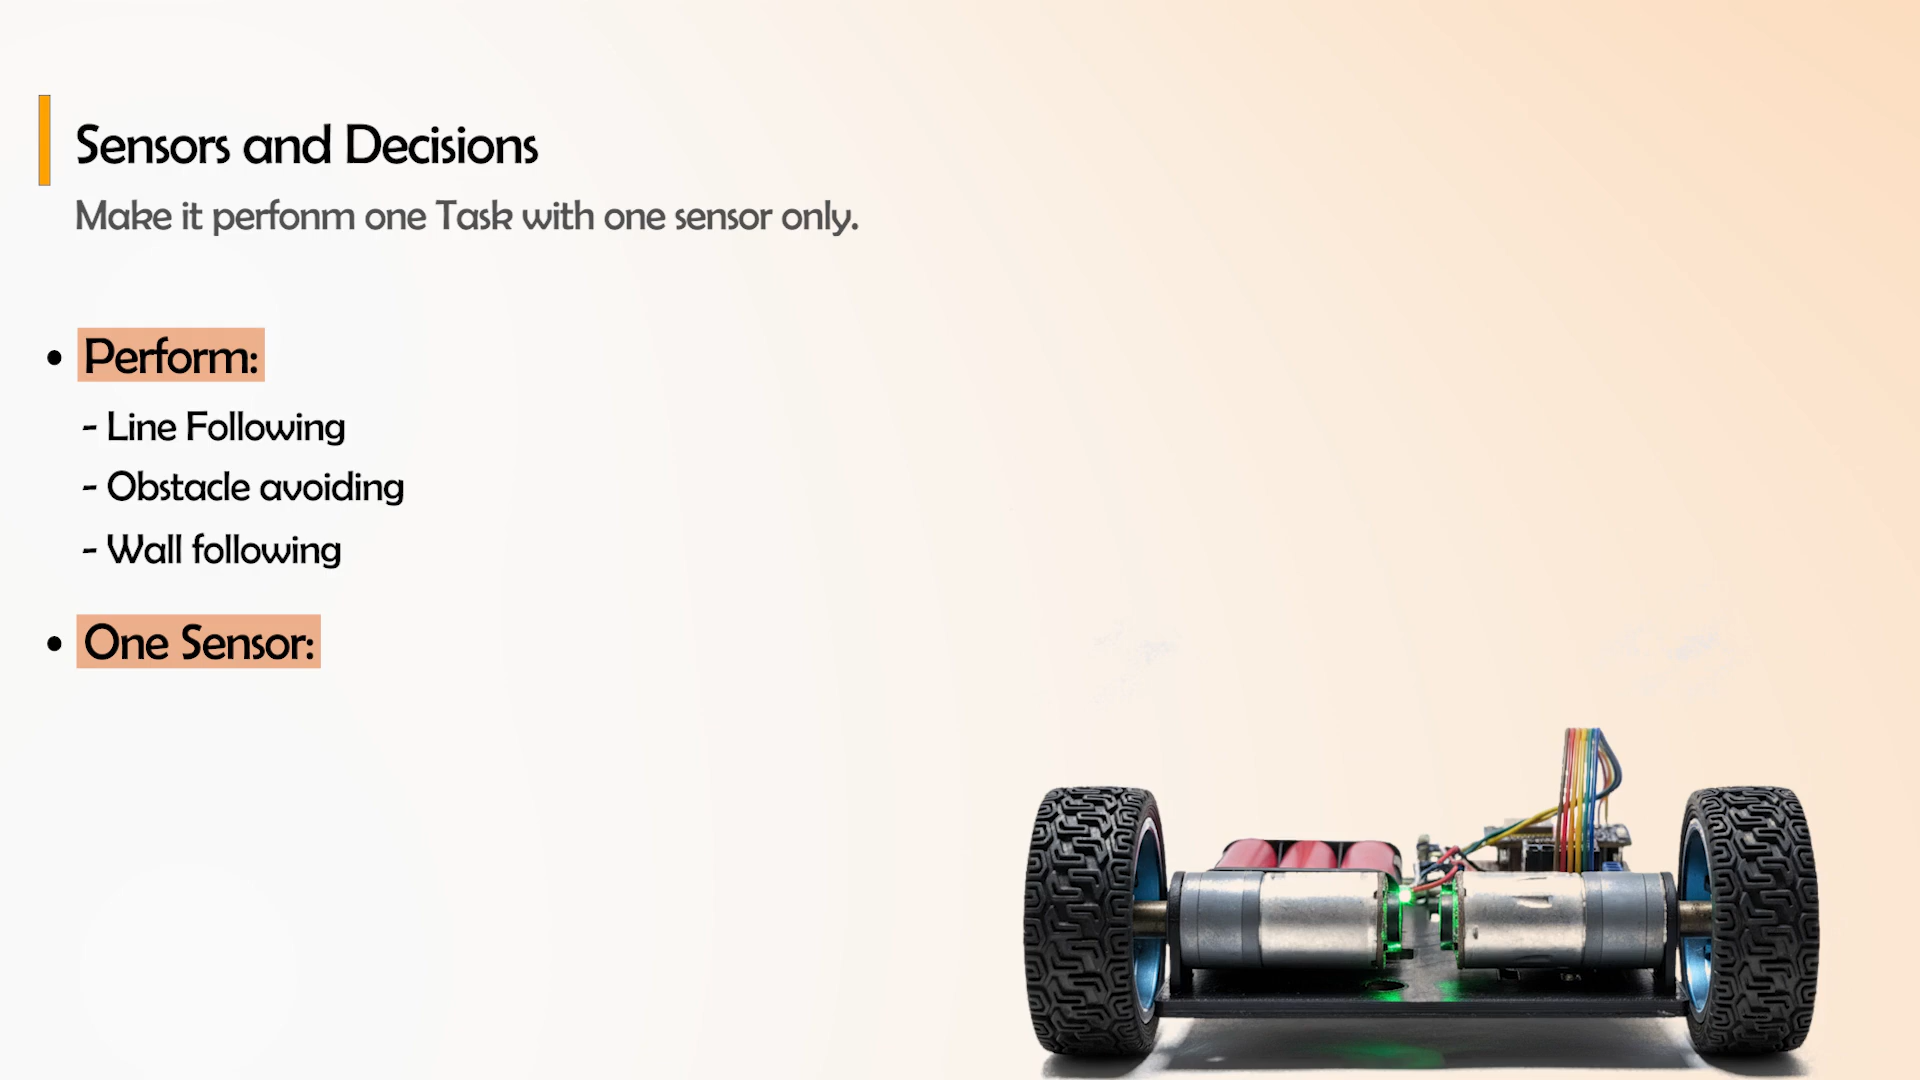 Sensors and Decisions
Make it perfonm one Task with one sensor only.
• Perform:
- Line Following
- Obstacle avoiding
- Wall following
• One Sensor: